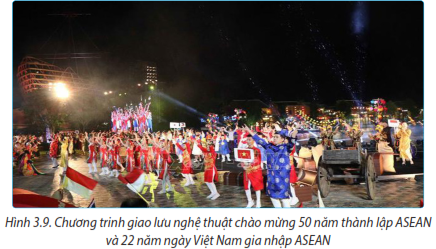 Hình 3.9. Chương trình giao lưu nghệ thuật chào mừng 50 năm thành lập ASEAN
và 22 năm ngày Việt Nam gia nhập ASEAN